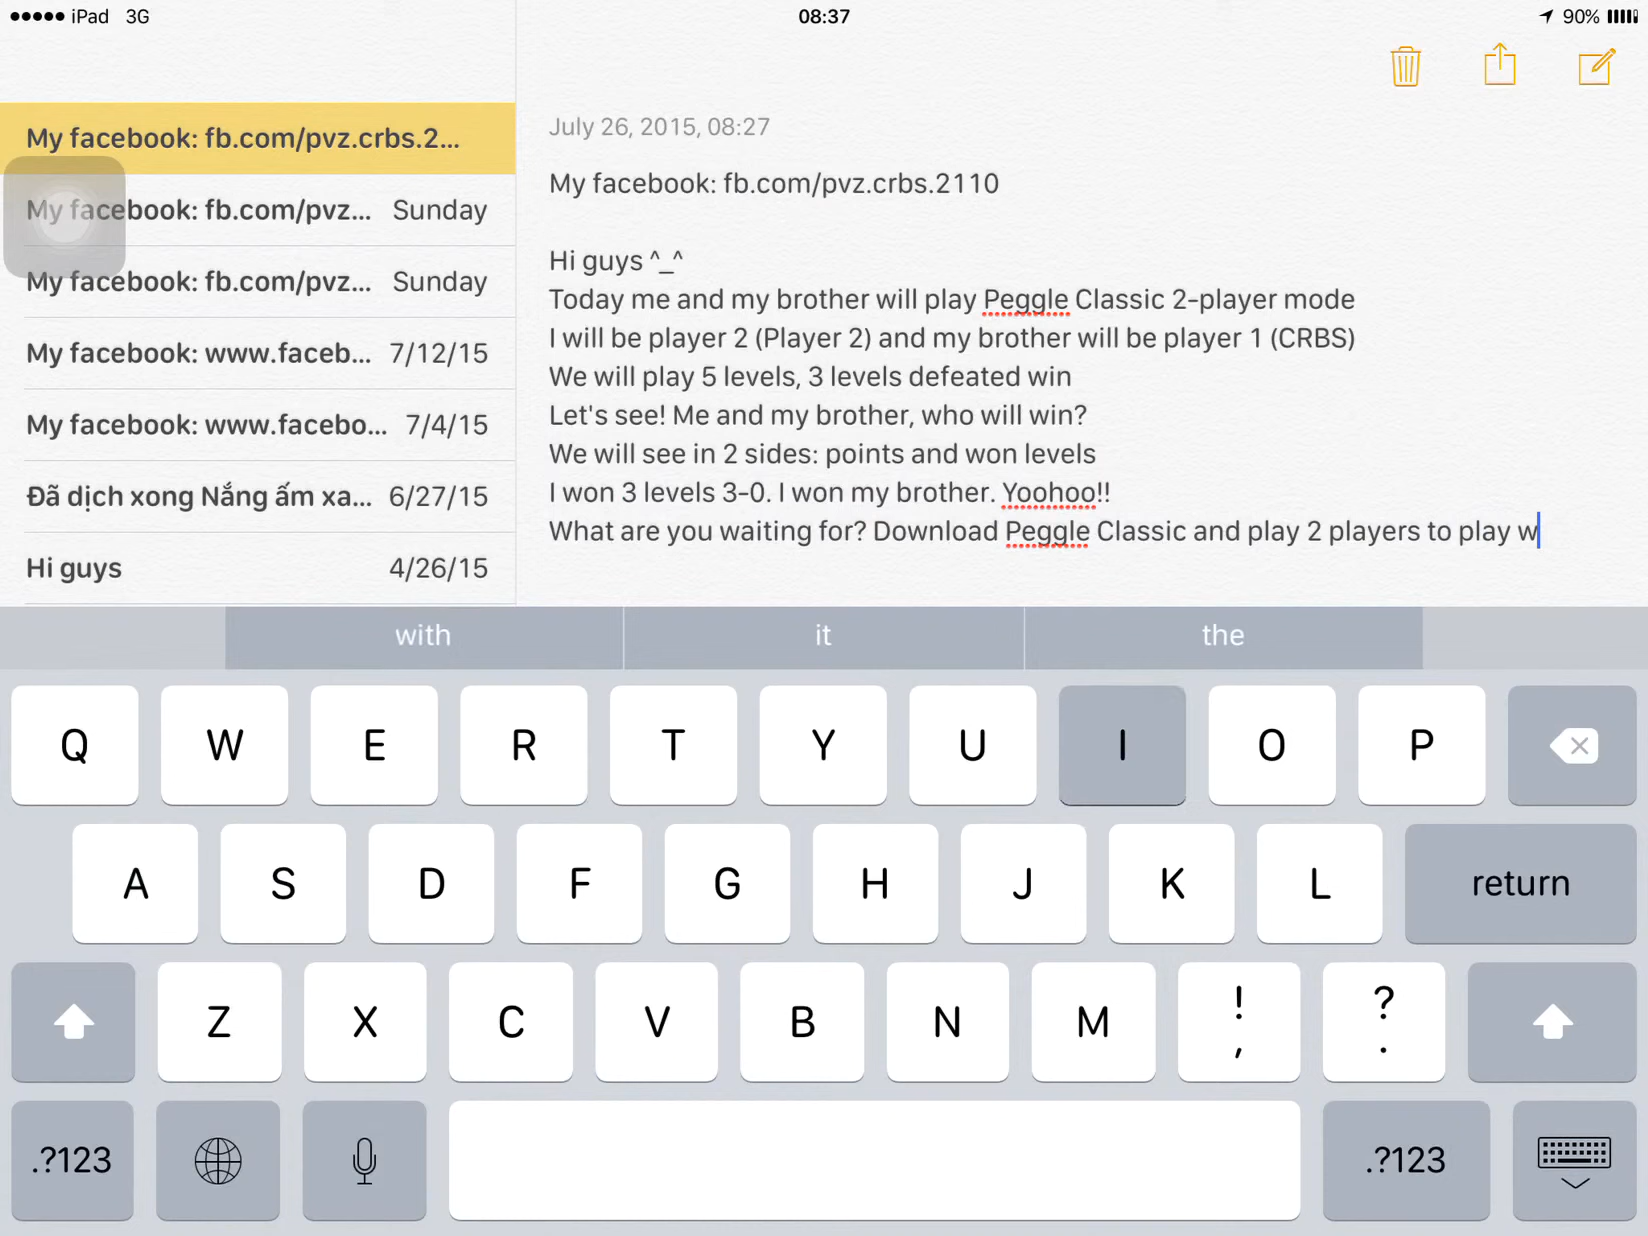 iPad 3G 08:37 90%
My facebook: fb.com/pvz.crbs.2...
My facebook: fb.com/pvz... Sunday
My facebook: fb.com/pvz... Sunday
My facebook: www.faceb... 7/12/15
My facebook: www.facebo... 7/4/15
Đã dịch xong Nắng ấm xa... 6/27/15
Hi guys 4/26/15
July 26, 2015, 08:27
My facebook: fb.com/pvz.crbs.2110
Hi guys ^_^
Today me and my brother will play Peggle Classic 2-player mode
I will be player 2 (Player 2) and my brother will be player 1 (CRBS)
We will play 5 levels, 3 levels defeated win
Let's see! Me and my brother, who will win?
We will see in 2 sides: points and won levels
I won 3 levels 3-0. I won my brother. Yoohoo!!
What are you waiting for? Download Peggle Classic and play 2 players to play w
with it the
Q W E R T Y U I O P
A S D F G H J K L return
Z X C V B N M ! , ? .
.?123 .?123